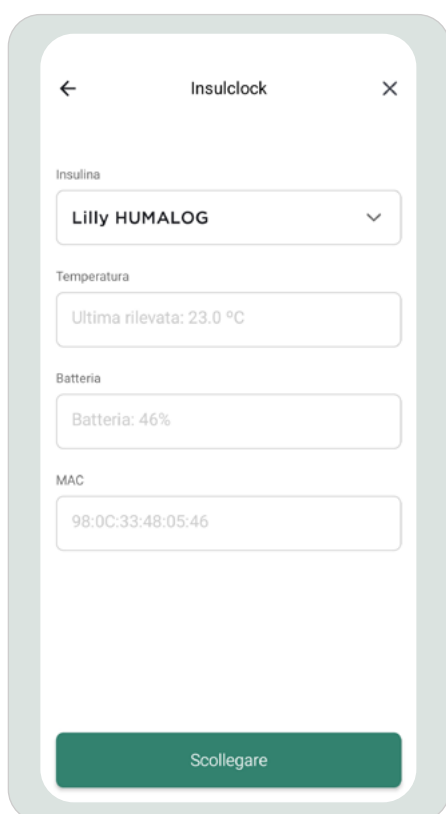 Insulclock
Insulina
Lilly HUMALOG
Temperatura
Ultima rilevata: 23.0 ºC
Batteria
Batteria: 46%
MAC
98:0C:33:48:05:46
Scollegare